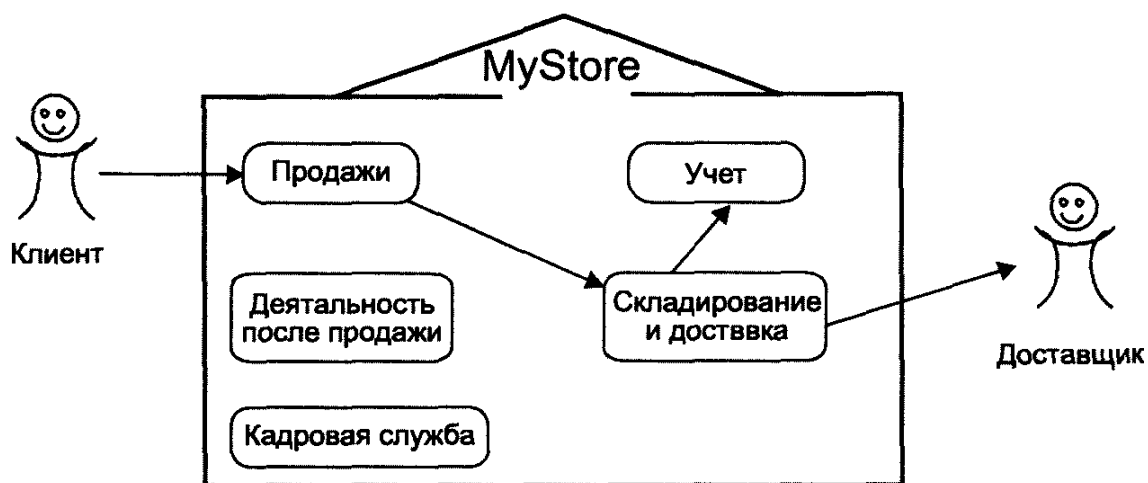 MyStore
Продажи
Учет
Клиент
Деятальность
после продажи
Складирование
и достввка
Доставщик
Кадровая служба